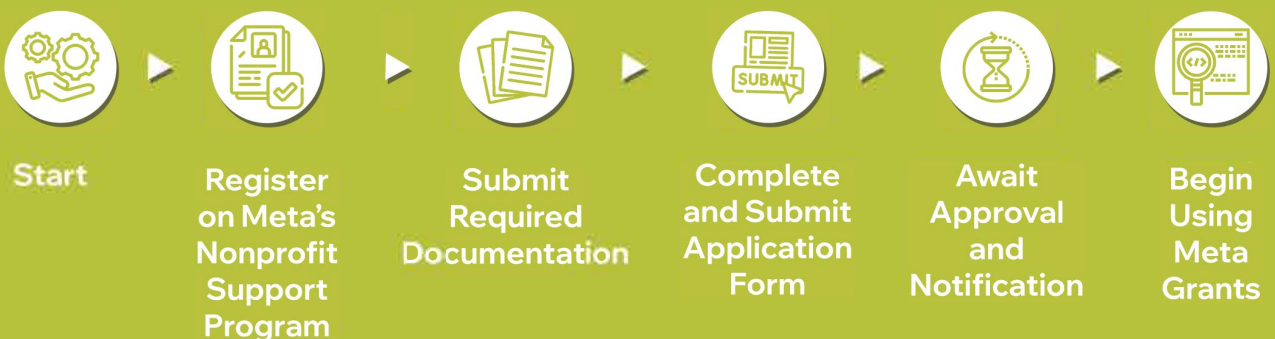 SUBMIT
Start
Register
on Meta's
Nonprofit
Support
Program
Submit
Required
Documentation
Complete
and Submit
Application
Form
Await
Approval
and
Notification
Begin
Using
Meta
Grants